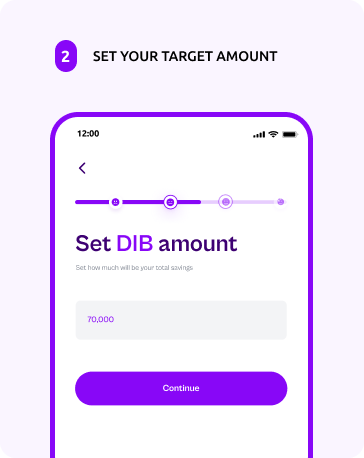 2 SET YOUR TARGET AMOUNT
12:00
Set DIB amount
Set how much will be your total savings
70,000
Continue